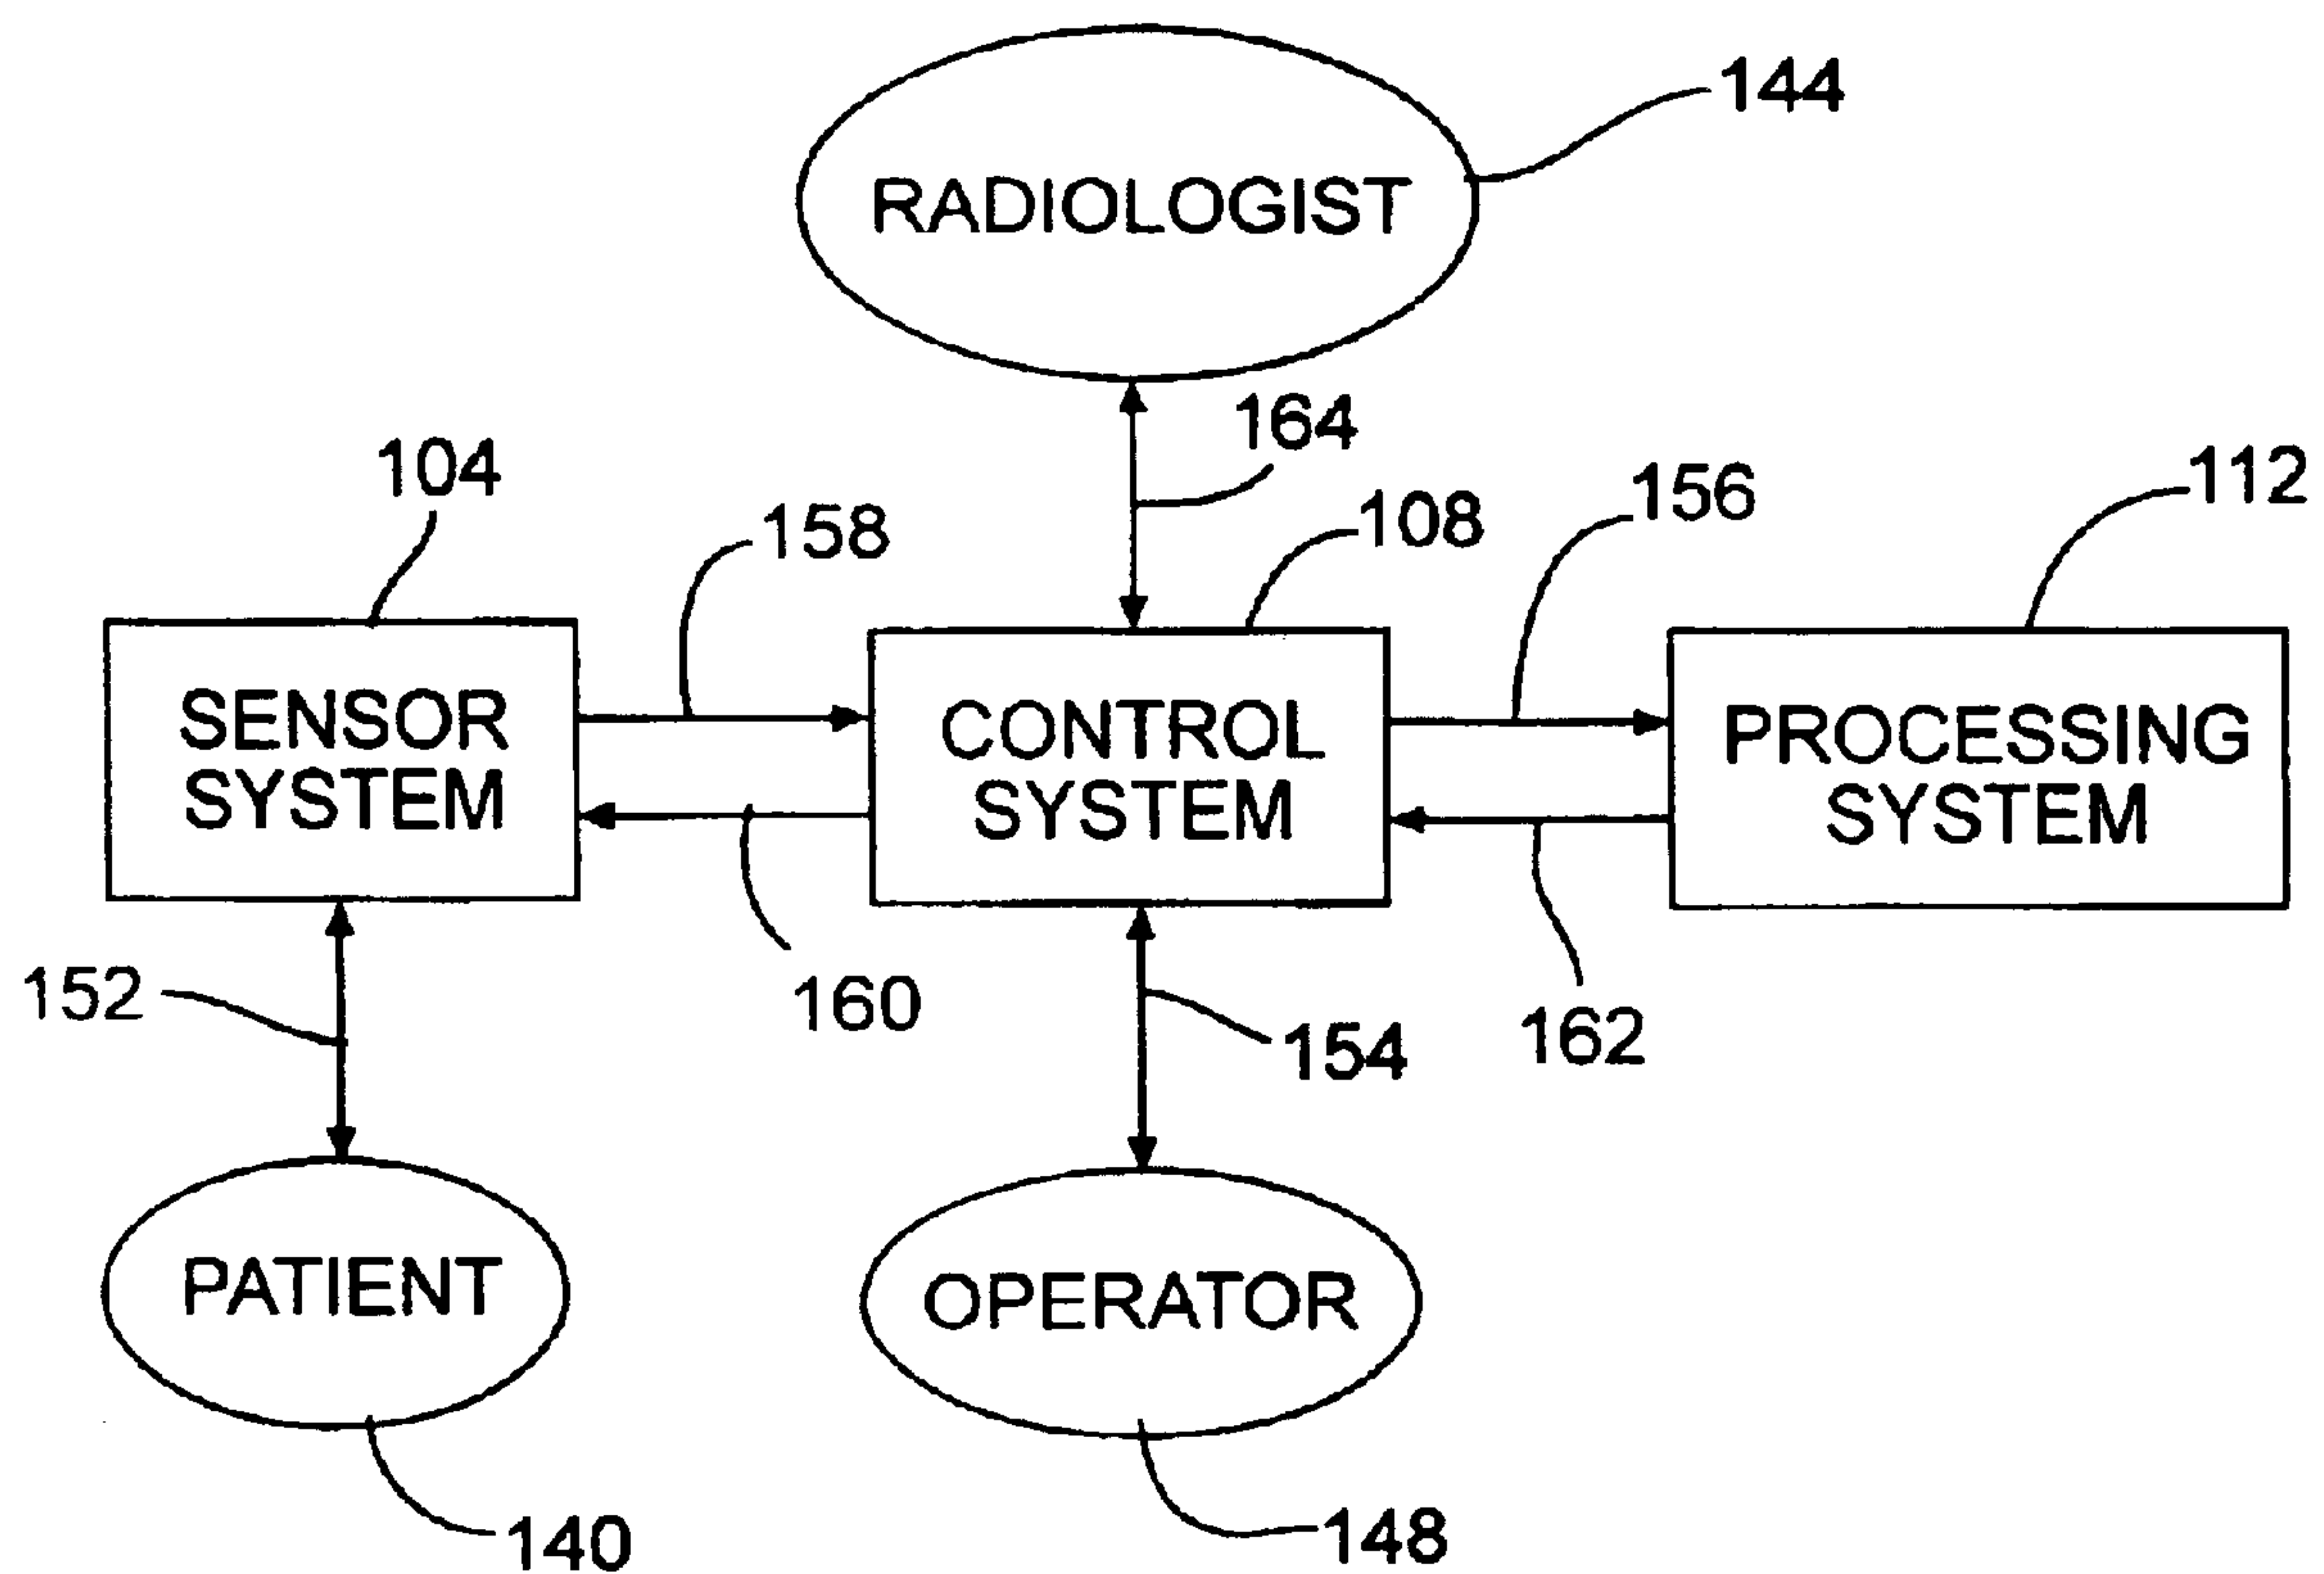 144
RADIOLOGIST
164
104
158
108
156
112
SENSOR
SYSTEM
CONTROL
SYSTEM
PROCESSING
SYSTEM
152
160
154
162
PATIENT
OPERATOR
140
148